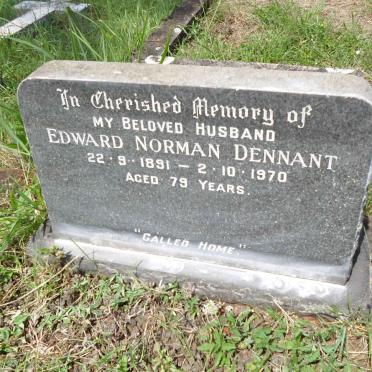 In Cherished Memory of
MY BELOVED HUSBAND
EDWARD NORMAN DENNANT
22·9·1891 — 2·10·1970
AGED 79 YEARS.
"CALLED HOME"